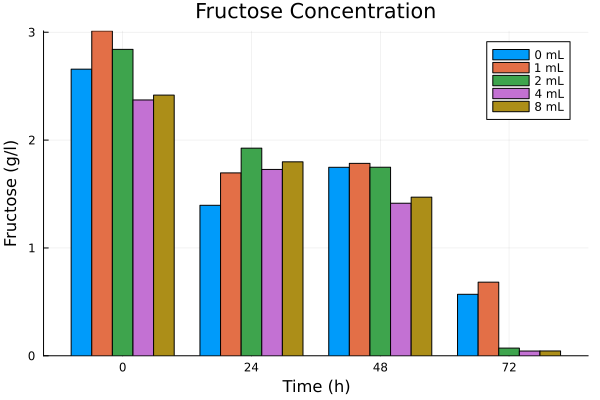 Fructose Concentration
Fructose (g/l)
3
2
1
0
0 mL
1 mL
2 mL
4 mL
8 mL
0 24 48 72
Time (h)